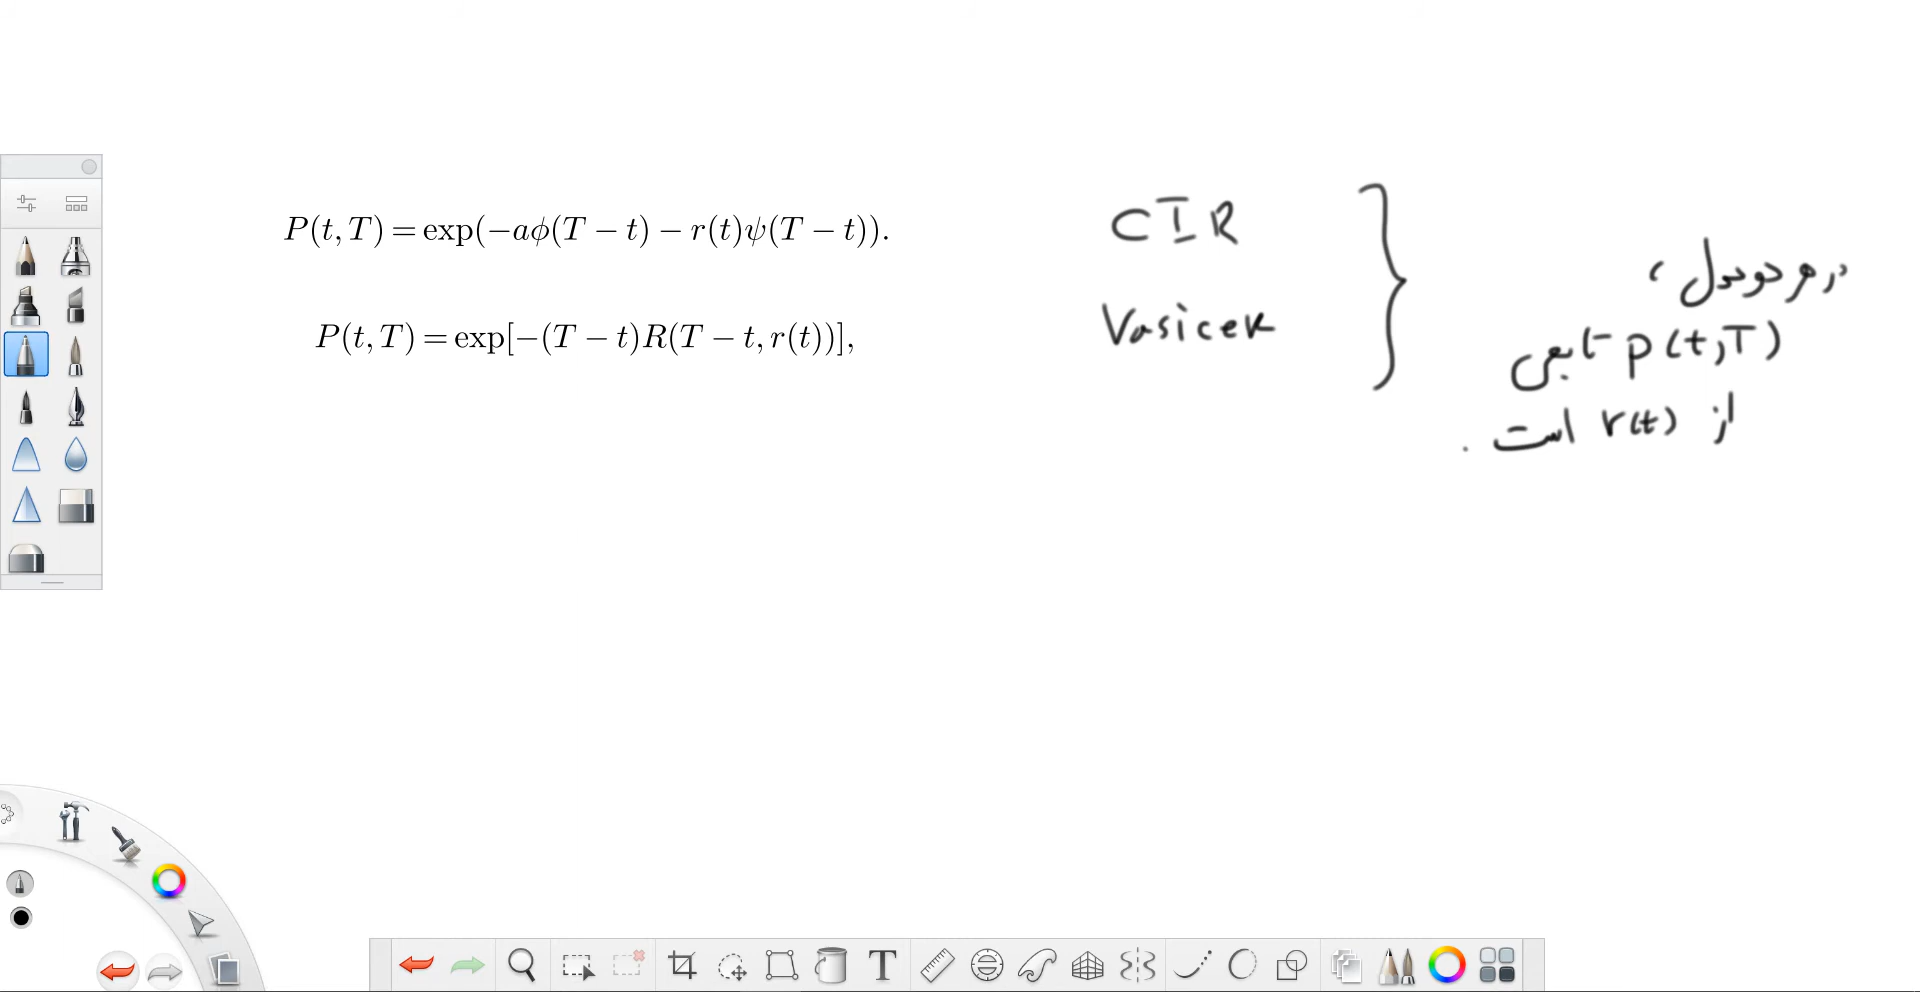 P(t, T) = exp(−aϕ(T − t) − r(t)ψ(T − t)).
CIR
P(t, T) = exp[−(T − t)R(T − t, r(t))],
Vasicek
در هر دو مدل،
P(t,T) تابعی
از r(t) است.
T